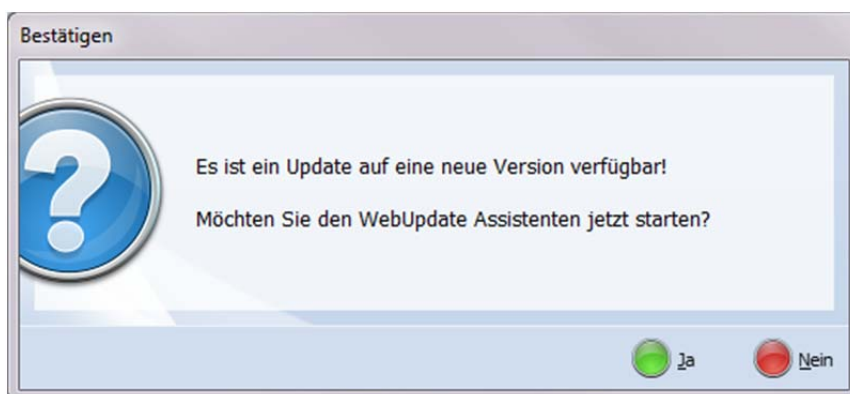 Bestätigen
Es ist ein Update auf eine neue Version verfügbar!
Möchten Sie den WebUpdate Assistenten jetzt starten?
Ja Nein